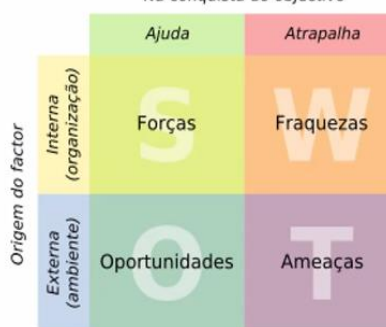 Ajuda
Atrapalha
Origem do factor
Interna
(organização)
S
Forças
W
Fraquezas
Externa
(ambiente)
O
Oportunidades
T
Ameaças